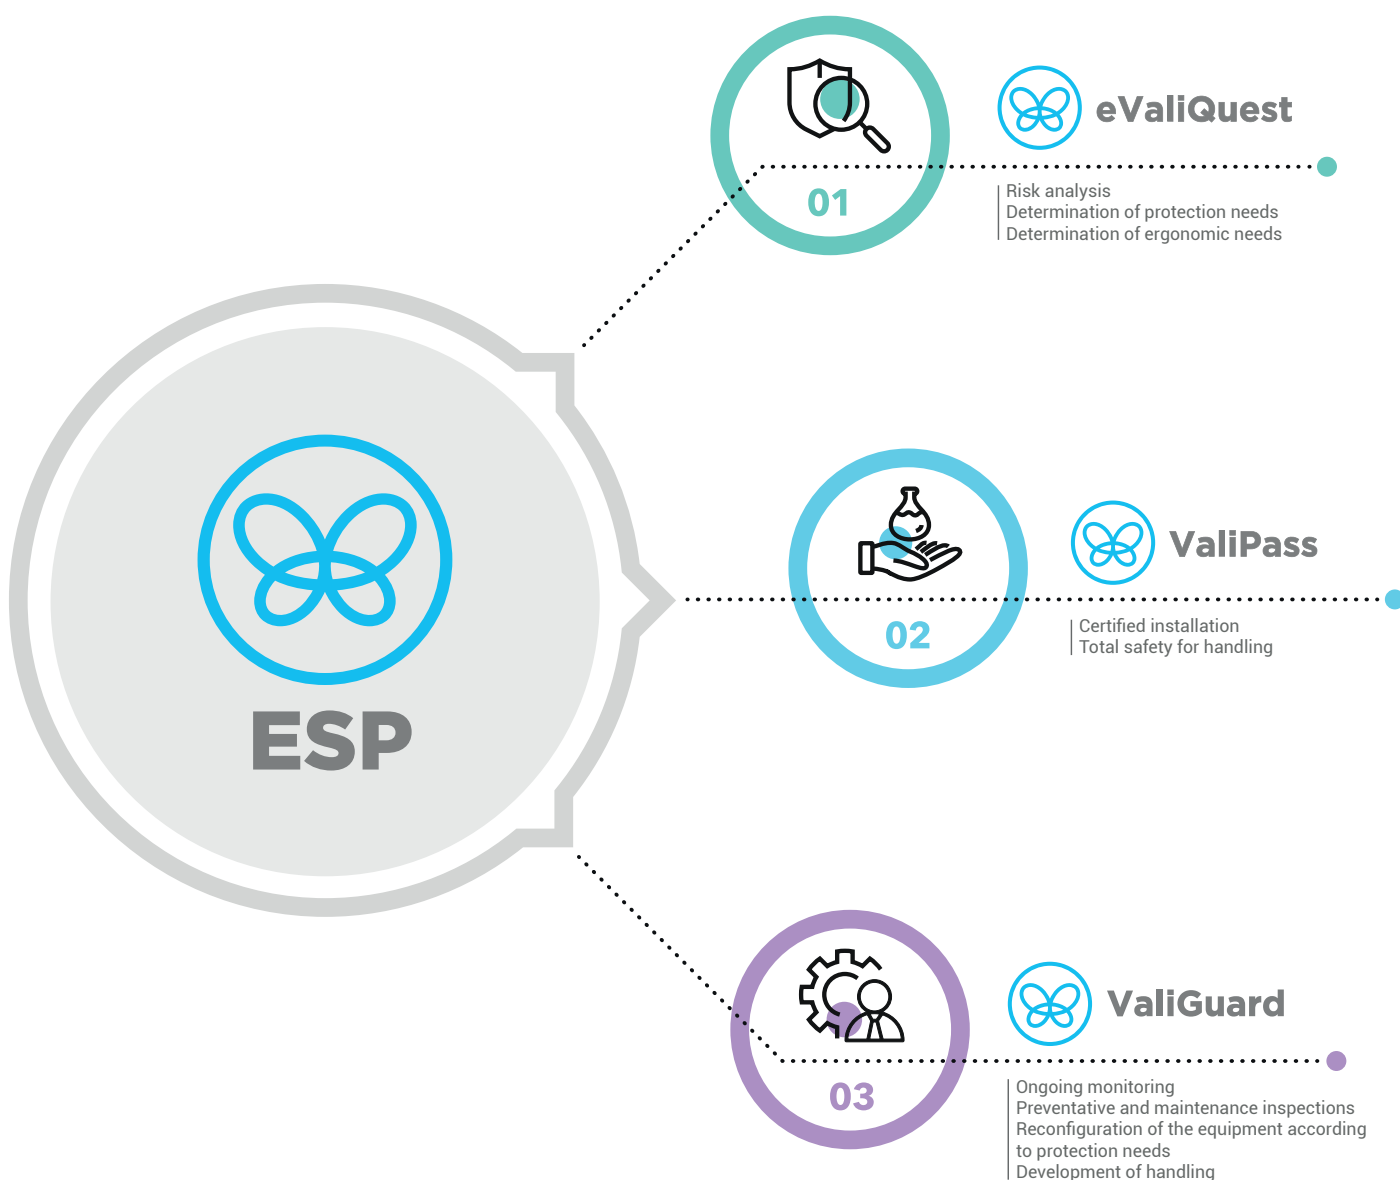 ESP
01
eValiQuest
Risk analysis
Determination of protection needs
Determination of ergonomic needs
02
ValiPass
Certified installation
Total safety for handling
03
ValiGuard
Ongoing monitoring
Preventative and maintenance inspections
Reconfiguration of the equipment according
to protection needs
Development of handling